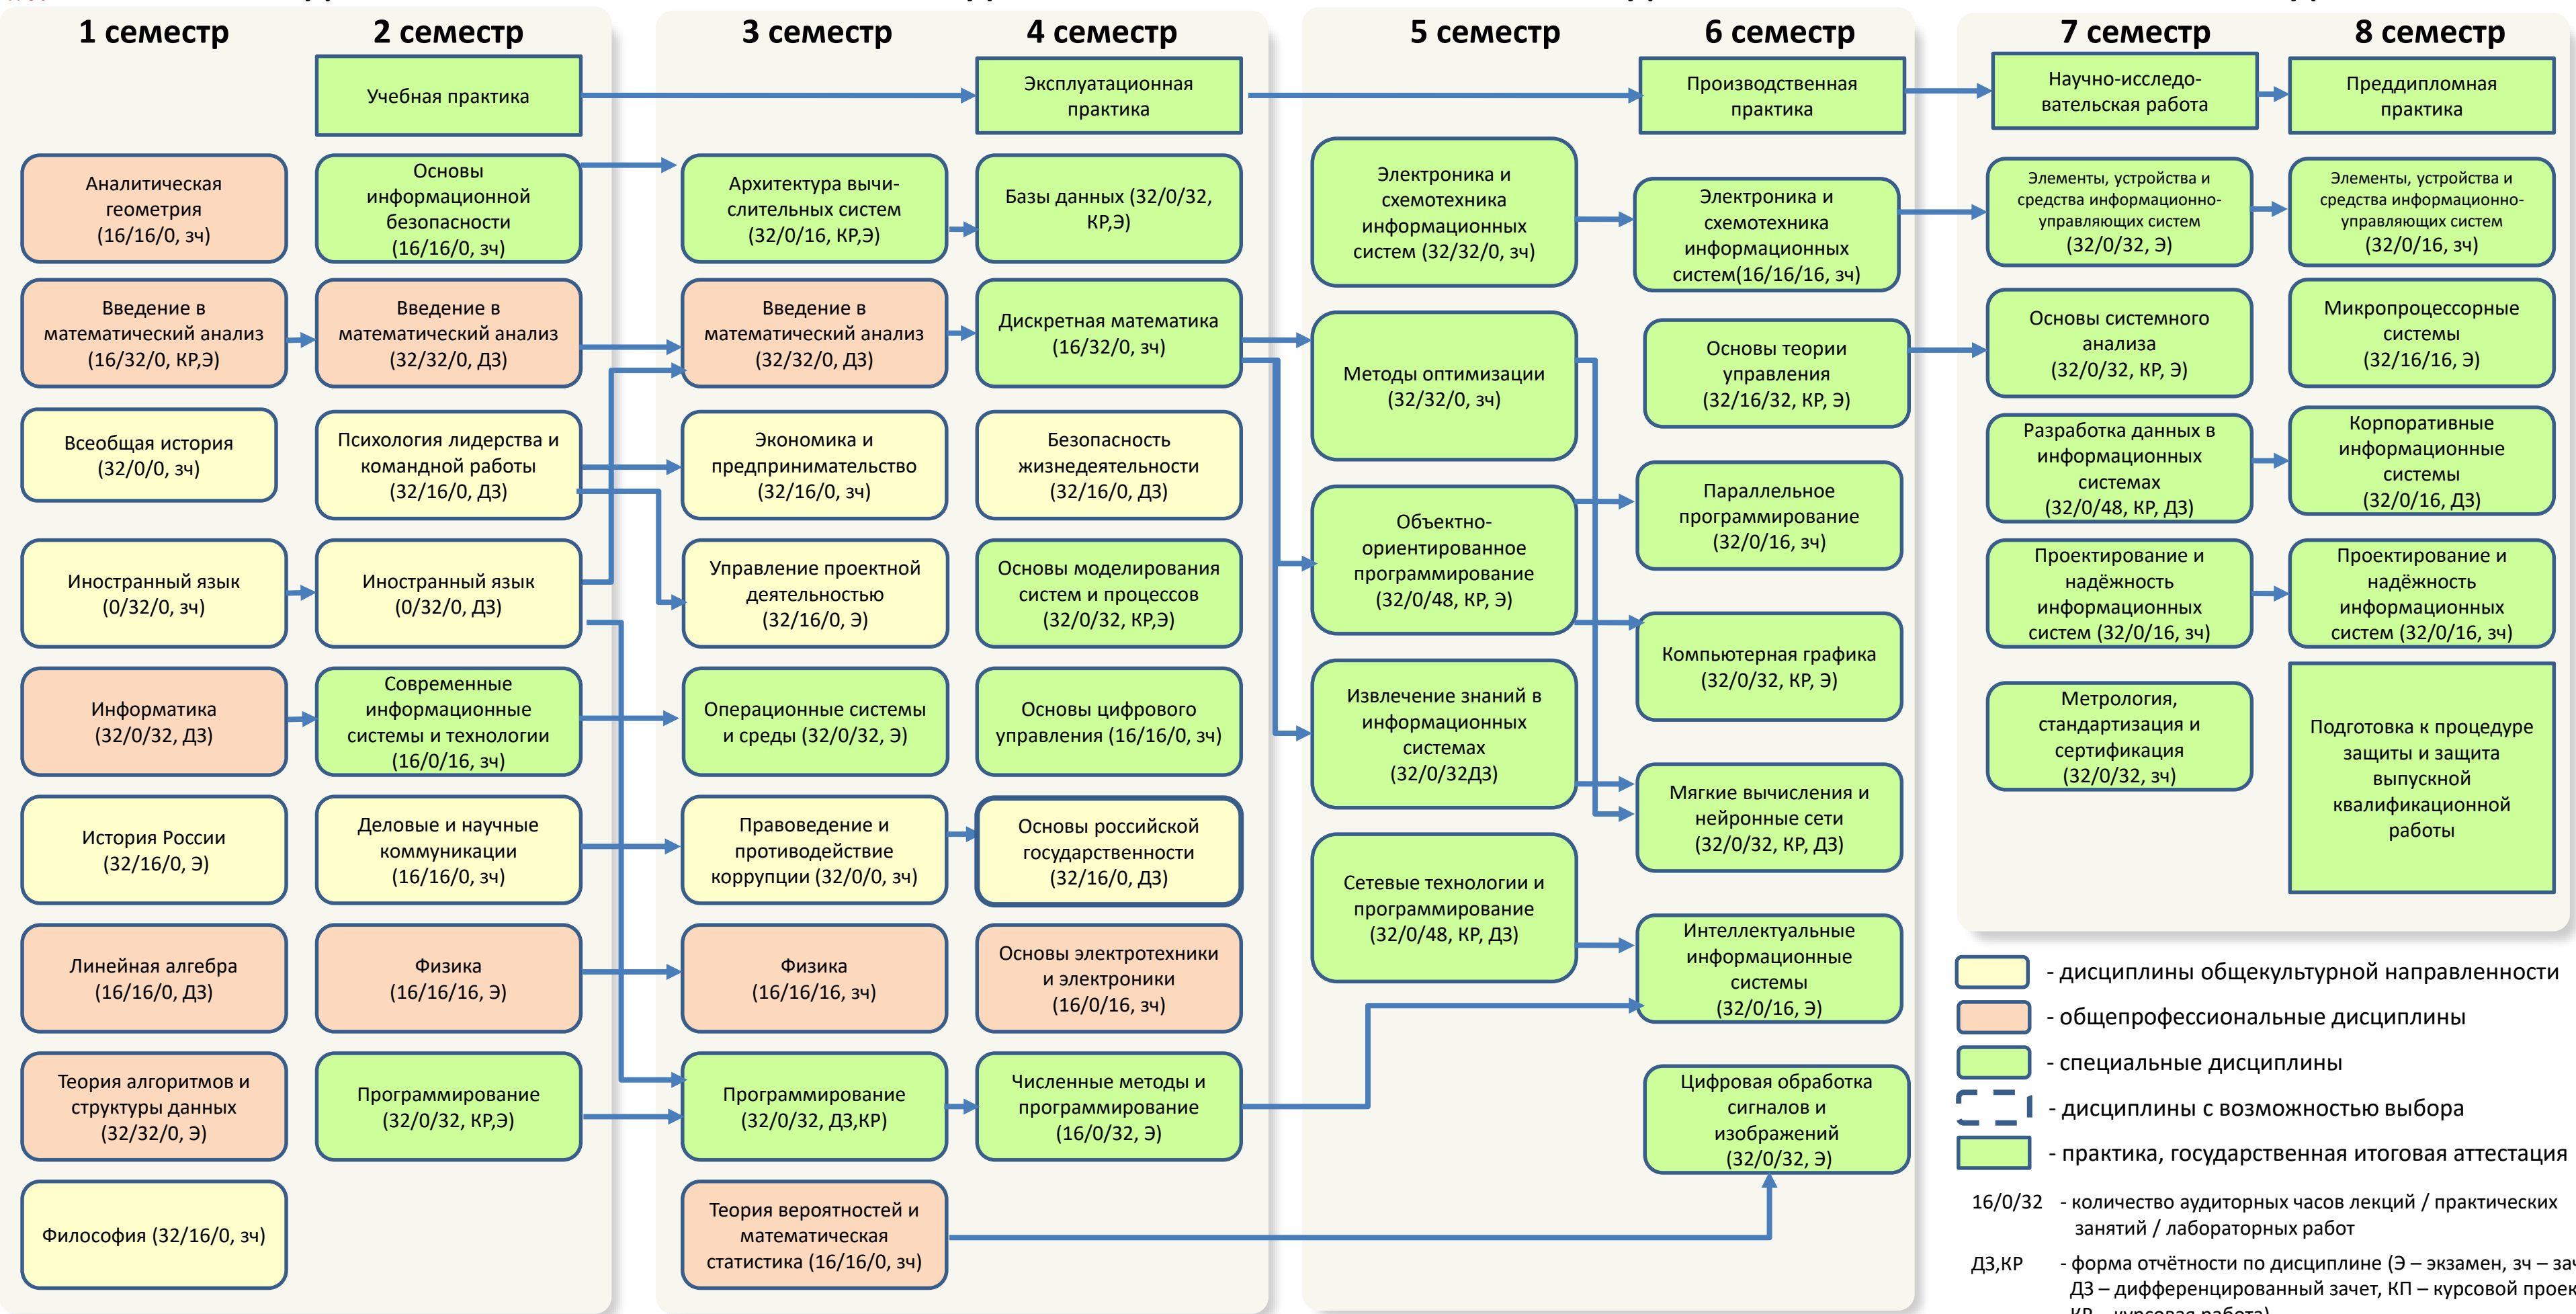 1 семестр
2 семестр
3 семестр
4 семестр
5 семестр
6 семестр
7 семестр
8 семестр
Учебная практика
Эксплуатационная
практика
Производственная
практика
Научно-исследо-
вательская работа
Преддипломная
практика
Аналитическая
геометрия
(16/16/0, зч)
Введение в
математический анализ
(16/32/0, КР,Э)
Всеобщая история
(32/0/0, зч)
Иностранный язык
(0/32/0, зч)
Информатика
(32/0/32, ДЗ)
История России
(32/16/0, Э)
Линейная алгебра
(16/16/0, ДЗ)
Теория алгоритмов и
структуры данных
(32/32/0, Э)
Философия (32/16/0, зч)
Основы
информационной
безопасности
(16/16/0, зч)
Введение в
математический анализ
(32/32/0, ДЗ)
Психология лидерства и
командной работы
(32/16/0, ДЗ)
Иностранный язык
(0/32/0, ДЗ)
Современные
информационные
системы и технологии
(16/0/16, зч)
Деловые и научные
коммуникации
(16/16/0, зч)
Физика
(16/16/16, Э)
Программирование
(32/0/32, КР,Э)
Архитектура вычи-
слительных систем
(32/0/16, КР,Э)
Введение в
математический анализ
(32/32/0, ДЗ)
Экономика и
предпринимательство
(32/16/0, зч)
Управление проектной
деятельностью
(32/16/0, Э)
Операционные системы
и среды (32/0/32, Э)
Правоведение и
противодействие
коррупции (32/0/0, зч)
Физика
(16/16/16, зч)
Программирование
(32/0/32, ДЗ,КР)
Теория вероятностей и
математическая
статистика (16/16/0, зч)
Базы данных (32/0/32,
КР,Э)
Дискретная математика
(16/32/0, зч)
Безопасность
жизнедеятельности
(32/16/0, ДЗ)
Основы моделирования
систем и процессов
(32/0/32, КР,Э)
Основы цифрового
управления (16/16/0, зч)
Основы российской
государственности
(32/16/0, ДЗ)
Основы электротехники
и электроники
(16/0/16, зч)
Численные методы и
программирование
(16/0/32, Э)
Электроника и
схемотехника
информационных
систем (32/32/0, зч)
Методы оптимизации
(32/32/0, зч)
Объектно-
ориентированное
программирование
(32/0/48, КР, Э)
Извлечение знаний в
информационных
системах
(32/0/32ДЗ)
Сетевые технологии и
программирование
(32/0/48, КР, ДЗ)
Электроника и
схемотехника
информационных
систем(16/16/16, зч)
Основы теории
управления
(32/16/32, КР, Э)
Параллельное
программирование
(32/0/16, зч)
Компьютерная графика
(32/0/32, КР, Э)
Мягкие вычисления и
нейронные сети
(32/0/32, КР, ДЗ)
Интеллектуальные
информационные
системы
(32/0/16, Э)
Цифровая обработка
сигналов и
изображений
(32/0/32, Э)
Элементы, устройства и
средства информационно-
управляющих систем
(32/0/32, Э)
Основы системного
анализа
(32/0/32, КР, Э)
Разработка данных в
информационных
системах
(32/0/48, КР, ДЗ)
Проектирование и
надёжность
информационных
систем (32/0/16, зч)
Метрология,
стандартизация и
сертификация
(32/0/32, зч)
Элементы, устройства и
средства информационно-
управляющих систем
(32/0/16, зч)
Микропроцессорные
системы
(32/16/16, Э)
Корпоративные
информационные
системы
(32/0/16, ДЗ)
Проектирование и
надёжность
информационных
систем (32/0/16, зч)
Подготовка к процедуре
защиты и защита
выпускной
квалификационной
работы
- дисциплины общекультурной направленности
- общепрофессиональные дисциплины
- специальные дисциплины
- дисциплины с возможностью выбора
- практика, государственная итоговая аттестация
16/0/32 - количество аудиторных часов лекций / практических
занятий / лабораторных работ
ДЗ,КР - форма отчётности по дисциплине (Э – экзамен, зч –
ДЗ – дифференцированный зачет, КП – курсовой
КР – курсовая работа)